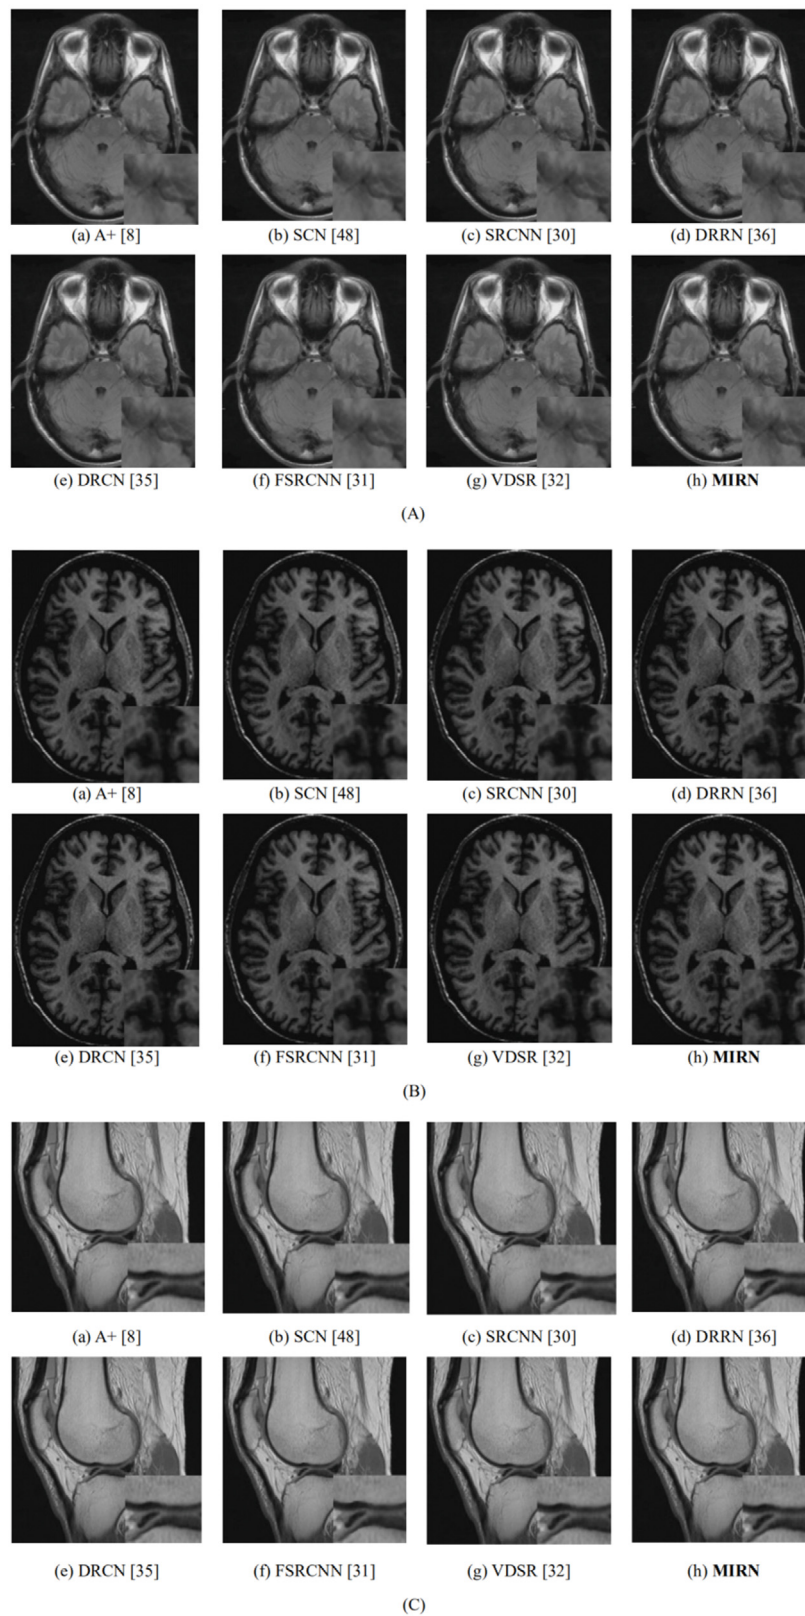 (a) A+ [8] (b) SCN [48] (c) SRCNN [30] (d) DRRN [36]
(e) DRCN [35] (f) FSRCNN [31] (g) VDSR [32] (h) MIRN
(A)
(a) A+ [8] (b) SCN [48] (c) SRCNN [30] (d) DRRN [36]
(e) DRCN [35] (f) FSRCNN [31] (g) VDSR [32] (h) MIRN
(B)
(a) A+ [8] (b) SCN [48] (c) SRCNN [30] (d) DRRN [36]
(e) DRCN [35] (f) FSRCNN [31] (g) VDSR [32] (h) MIRN
(C)